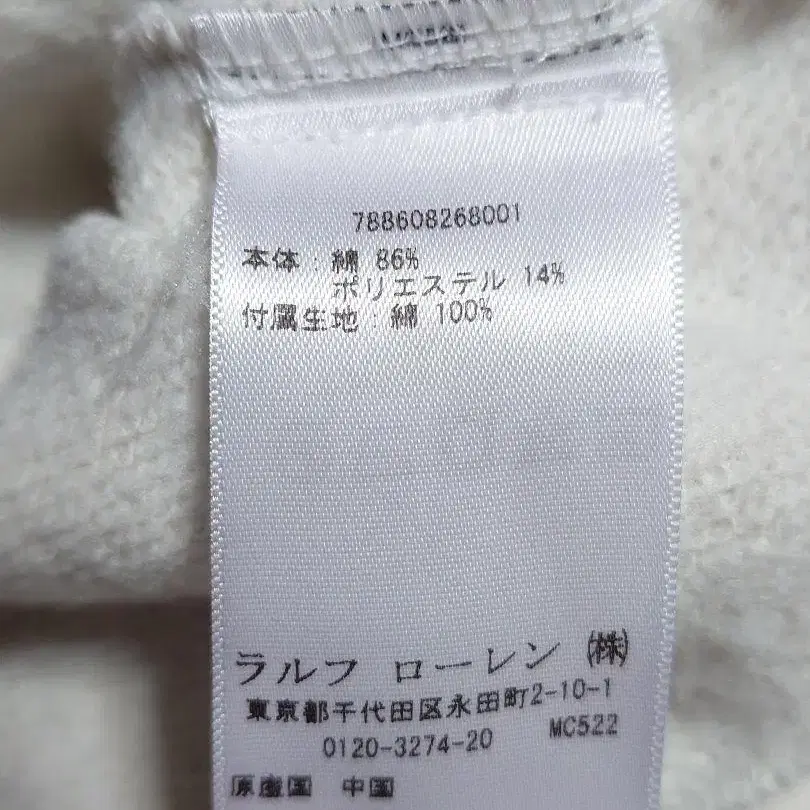 788608268001
本体：綿 86%
ポリエステル 14%
付属生地：綿 100%
ラルフ ローレン ㈱
東京都千代田区永田町2-10-1
0120-3274-20 MC522
原産国 中国